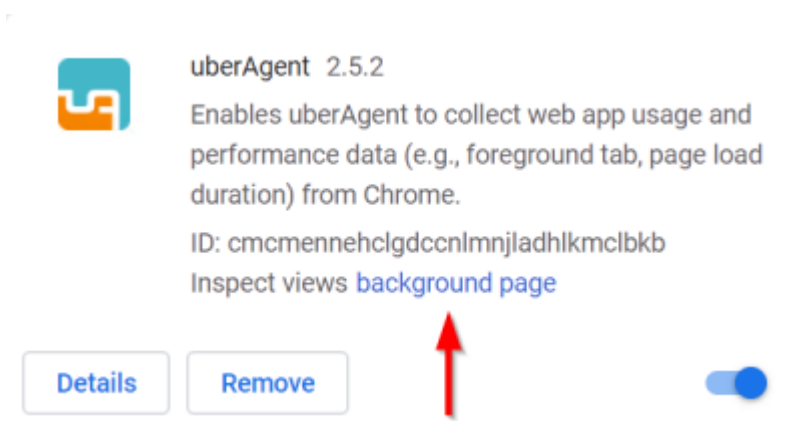 uberAgent 2.5.2
Enables uberAgent to collect web app usage and
performance data (e.g., foreground tab, page load
duration) from Chrome.
ID: cmcmennehclgdccnlmnjladhlkmclbkb
Inspect views background page
Details Remove